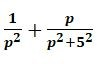 1/p² + p/(p²+5²)